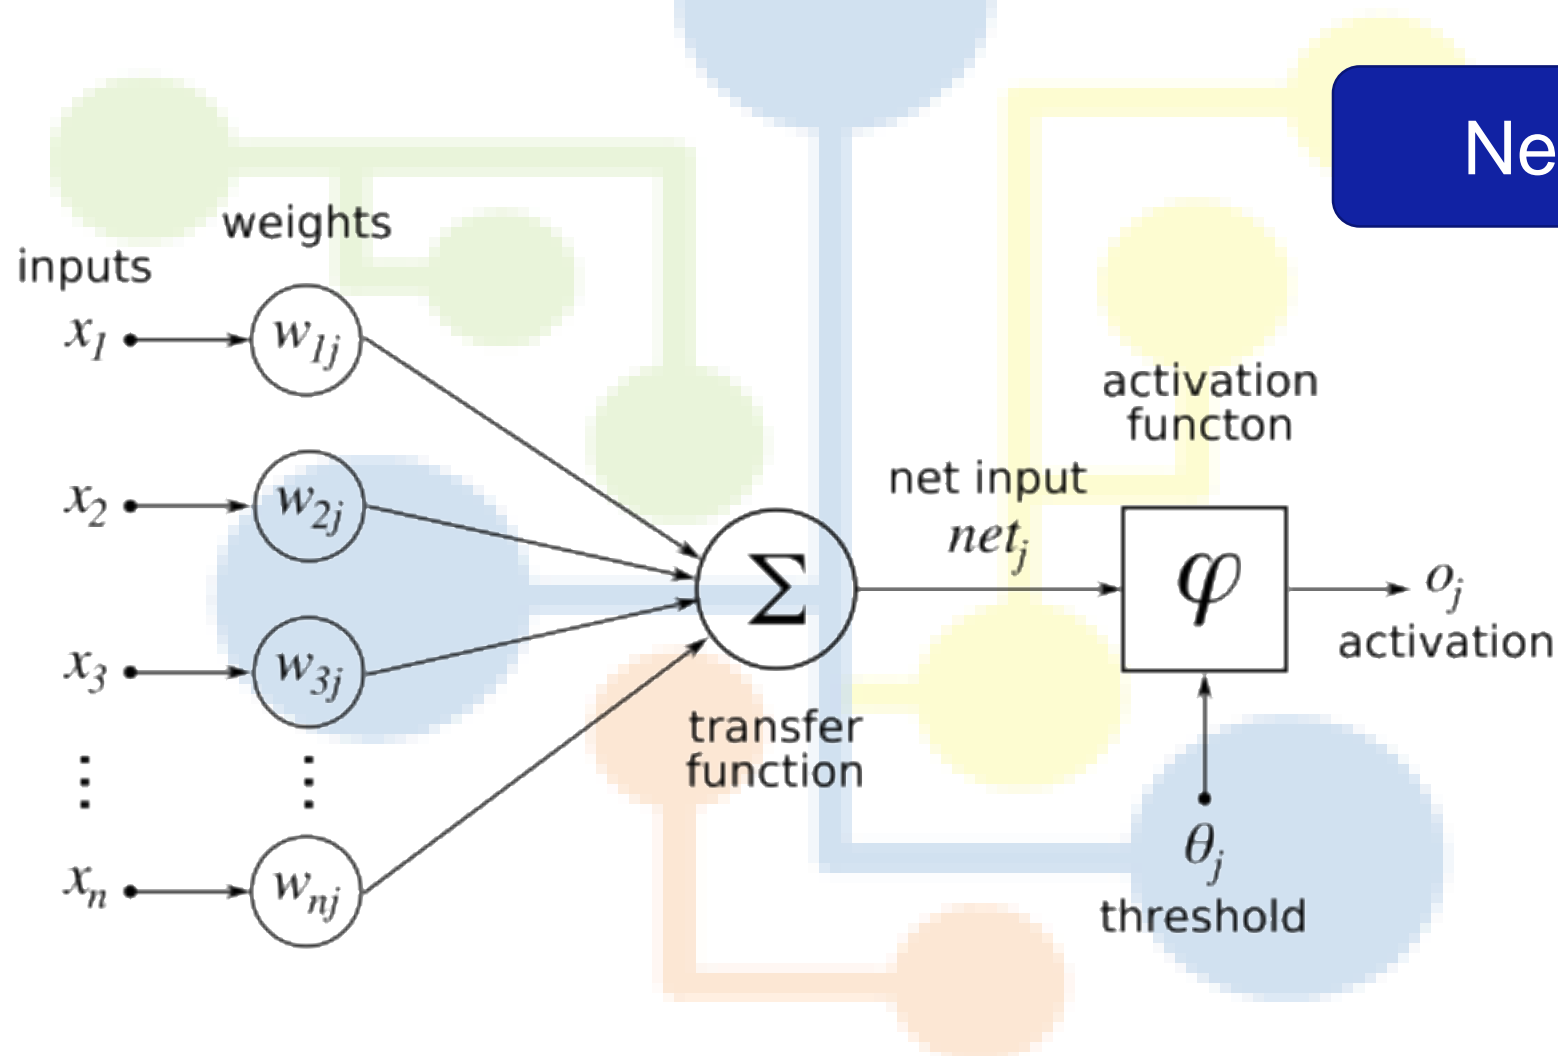 Ne
weights
inputs
x1
w1j
activation
functon
x2
w2j
net input
netj
Σ
φ
oj
activation
x3
w3j
transfer
function
⋮ ⋮
θj
xn
wnj
threshold